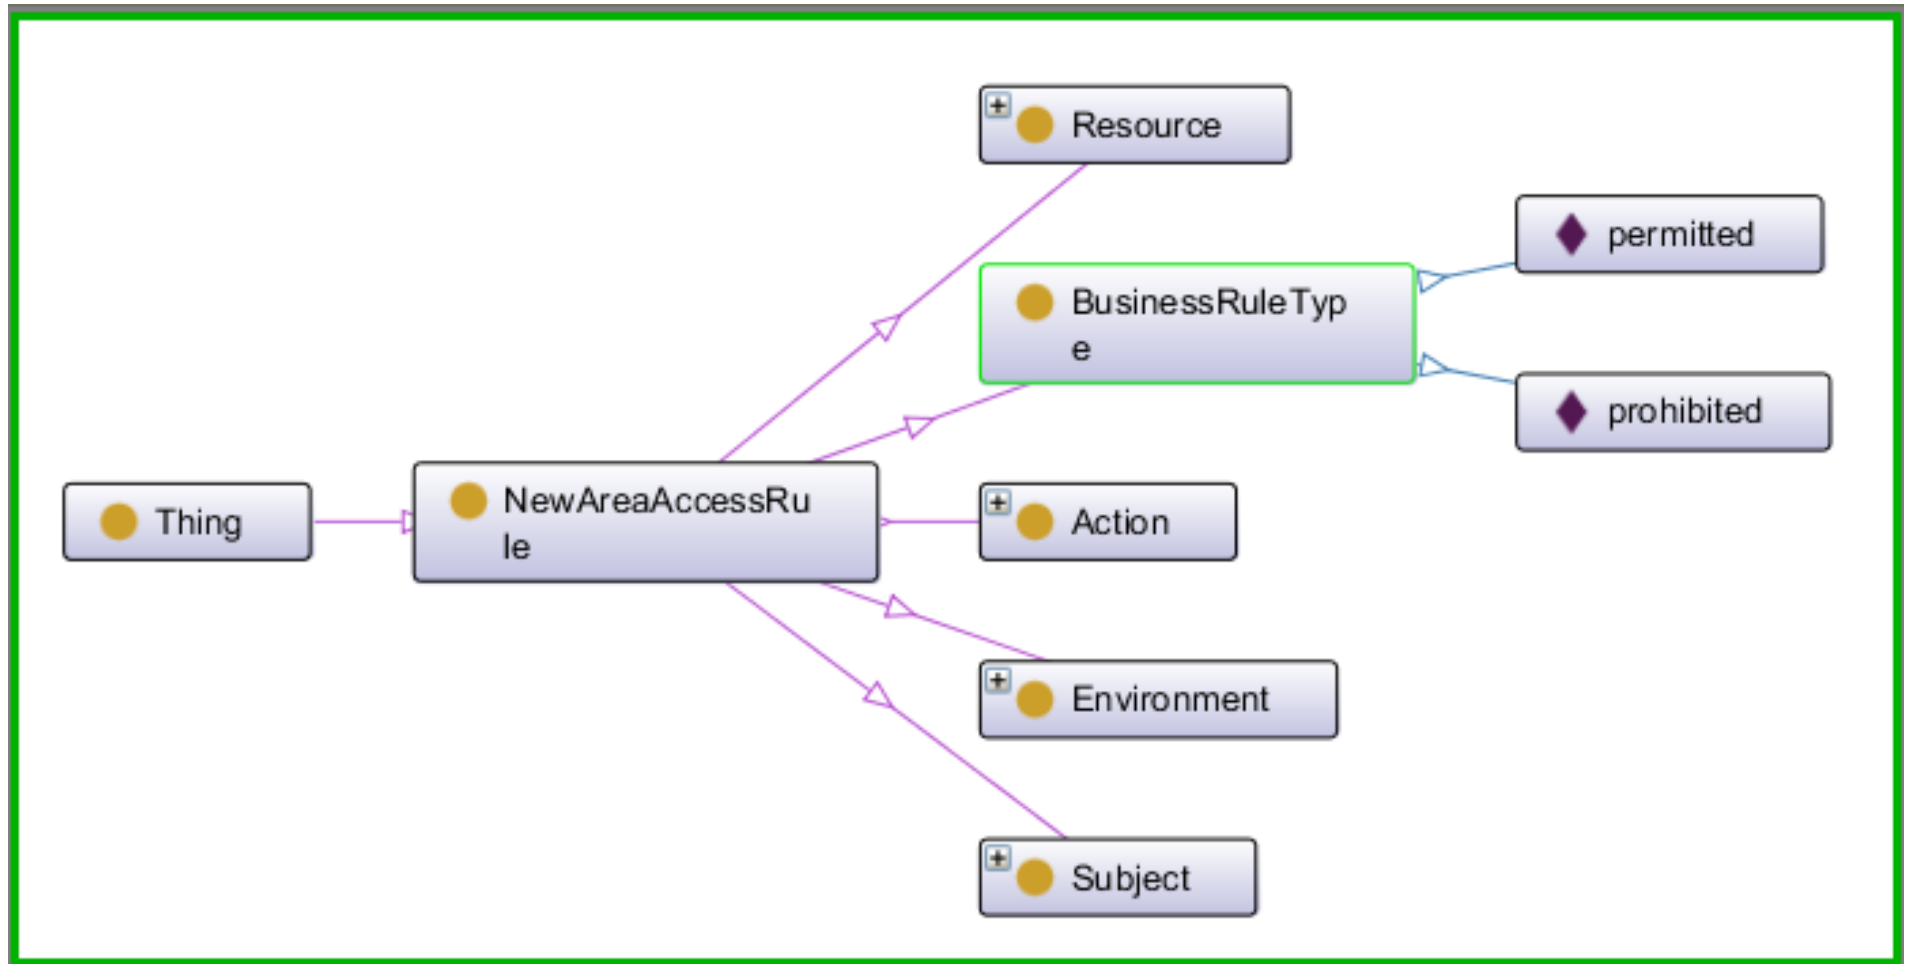 Resource
permitted
BusinessRuleTyp
e
prohibited
Thing
NewAreaAccessRu
le
Action
Environment
Subject